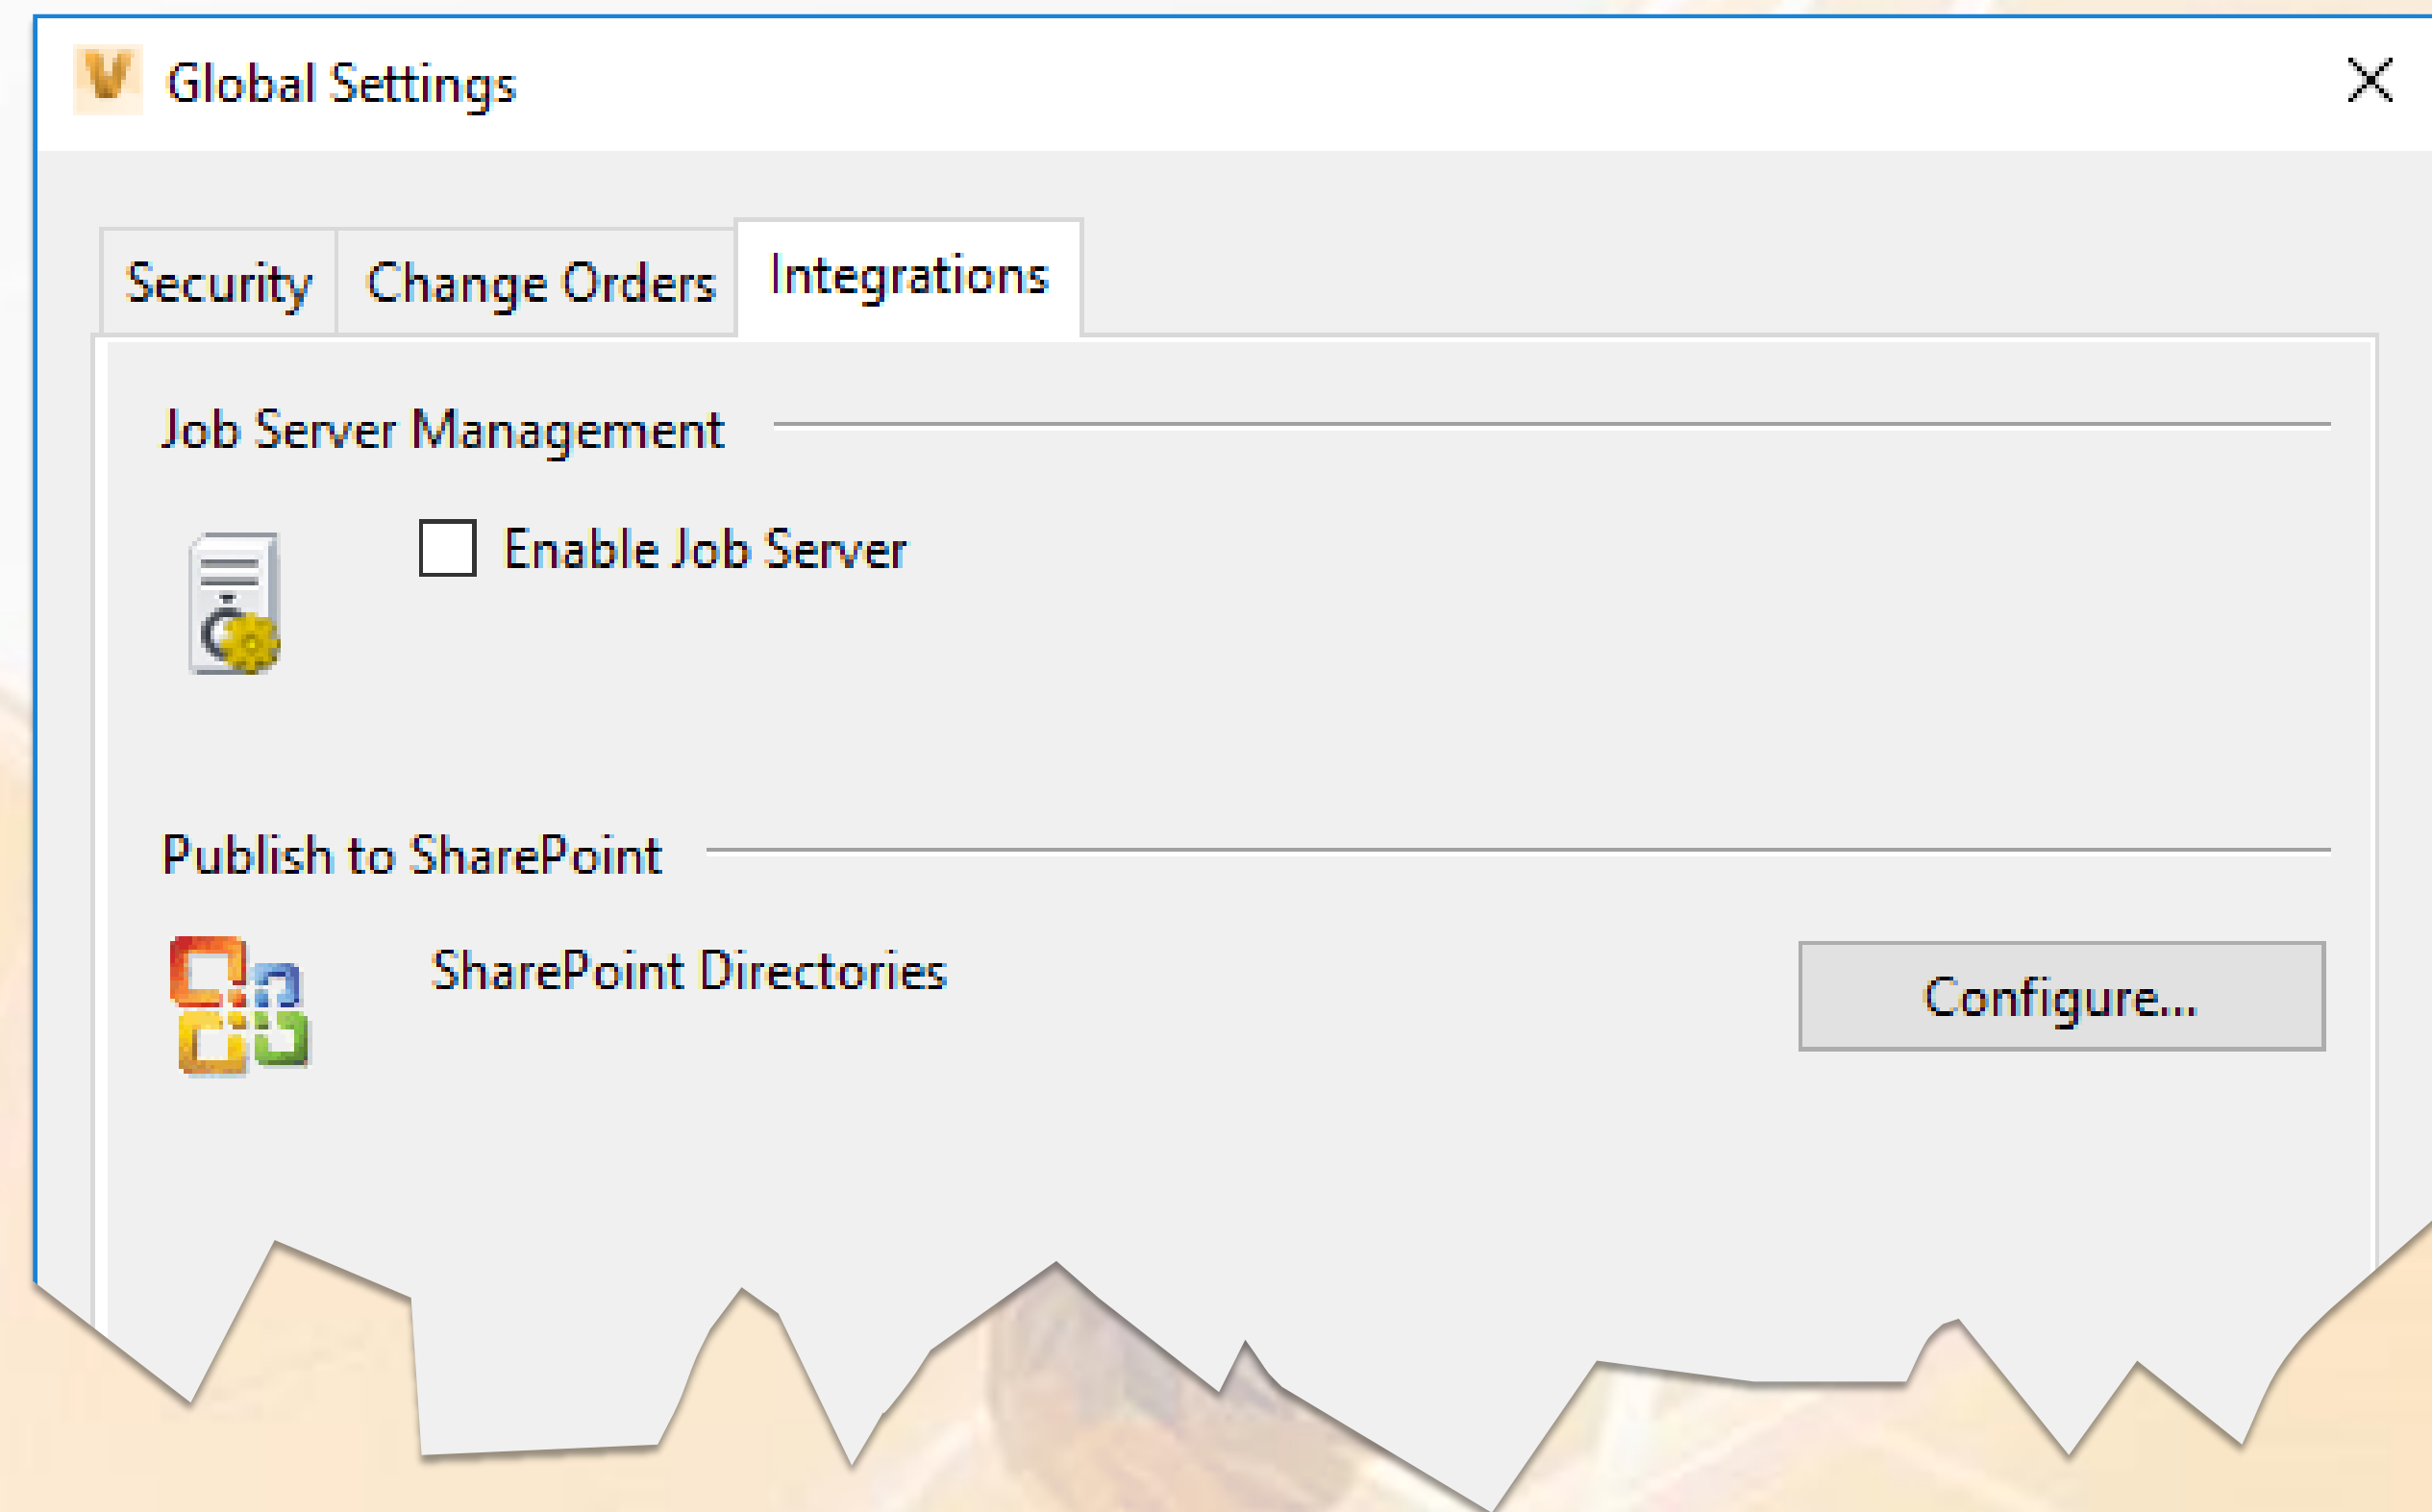 Global Settings
Security
Change Orders
Integrations
Job Server Management
Enable Job Server
Publish to SharePoint
SharePoint Directories
Configure...